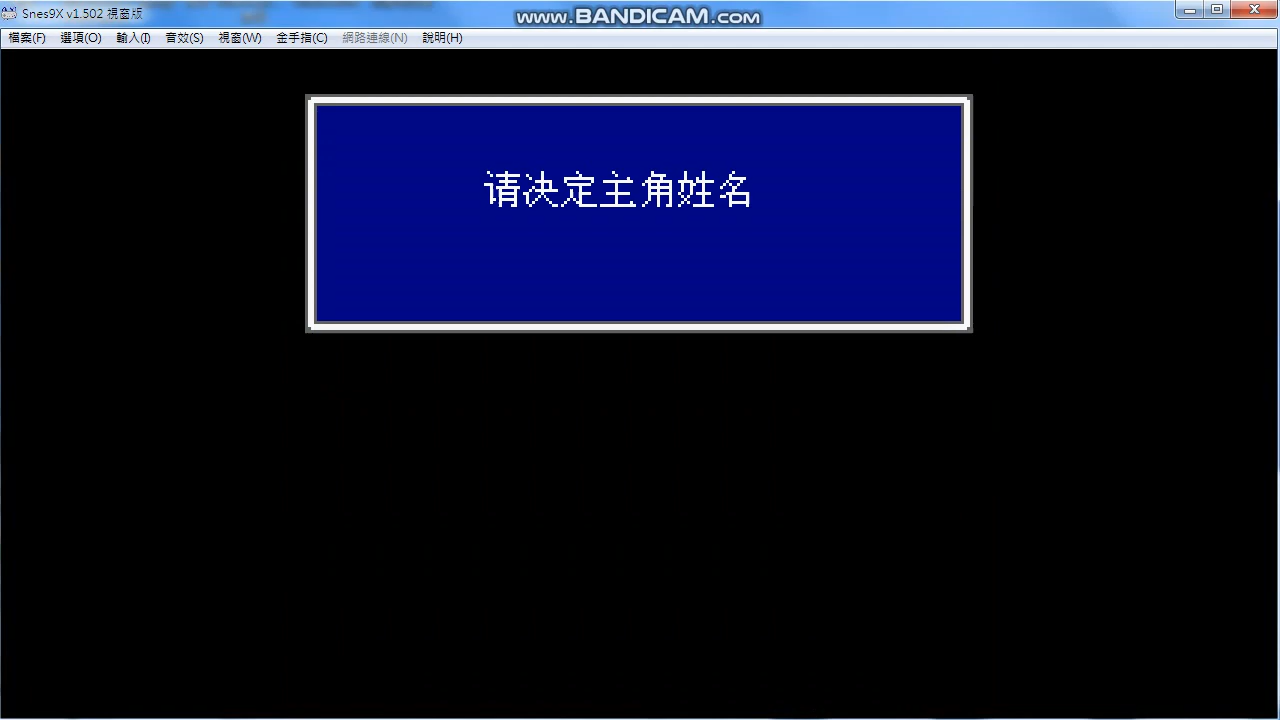 Snes9X v1.502 視窗版
www.BANDICAM.com
檔案(F) 選項(O) 輸入(I) 音效(S) 視窗(W) 金手指(C) 網路連線(N) 說明(H)
请决定主角姓名